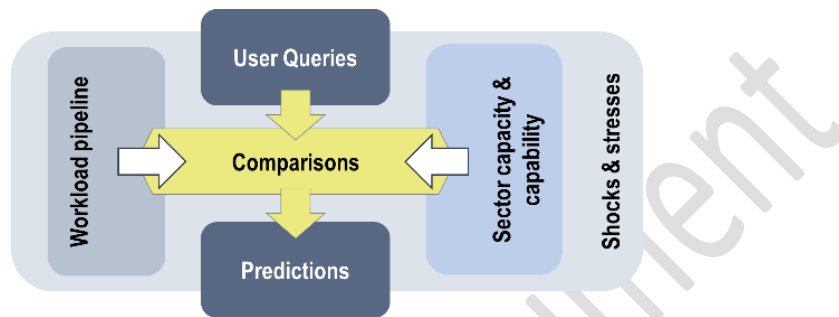 User Queries
Workload pipeline
Comparisons
Sector capacity &
capability
Shocks & stresses
Predictions